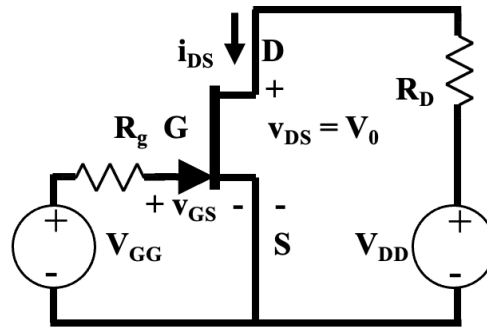 i_DS D
+
R_D
R_g G
v_DS = V_0
+ v_GS - -
+ V_GG - S V_DD + -